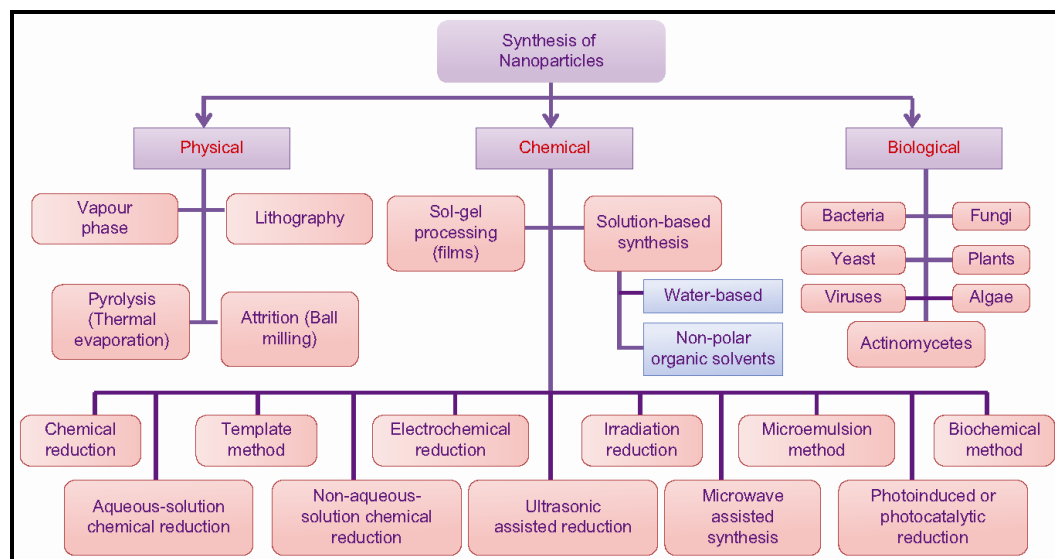 Synthesis of
Nanoparticles
Physical
Chemical
Biological
Vapour
phase
Lithography
Pyrolysis
(Thermal
evaporation)
Attrition (Ball
milling)
Sol-gel
processing
(films)
Solution-based
synthesis
Water-based
Non-polar
organic solvents
Bacteria
Fungi
Yeast
Plants
Viruses
Algae
Actinomycetes
Chemical
reduction
Template
method
Electrochemical
reduction
Irradiation
reduction
Microemulsion
method
Biochemical
method
Aqueous-solution
chemical reduction
Non-aqueous-
solution chemical
reduction
Ultrasonic
assisted reduction
Microwave
assisted
synthesis
Photoinduced or
photocatalytic
reduction